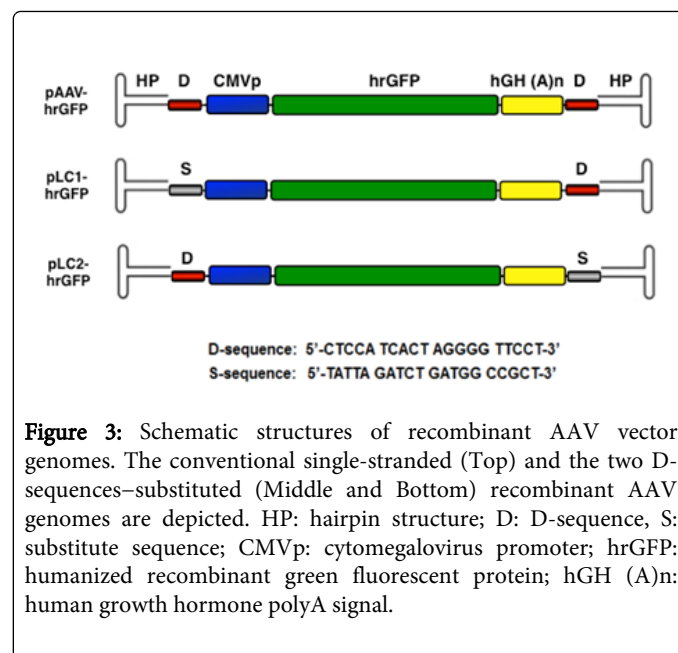 HP D CMVp hrGFP hGH (A)n D HP
pAAV-
hrGFP
S D
pLC1-
hrGFP
D S
pLC2-
hrGFP
D-sequence: 5’-CTCCA TCACT AGGGG TTCCT-3’
S-sequence: 5’-TATTA GATCT GATGG CCGCT-3’
Figure 3: Schematic structures of recombinant AAV vector
genomes. The conventional single-stranded (Top) and the two D-
sequences–substituted (Middle and Bottom) recombinant AAV
genomes are depicted. HP: hairpin structure; D: D-sequence, S:
substitute sequence; CMVp: cytomegalovirus promoter; hrGFP:
humanized recombinant green fluorescent protein; hGH (A)n:
human growth hormone polyA signal.